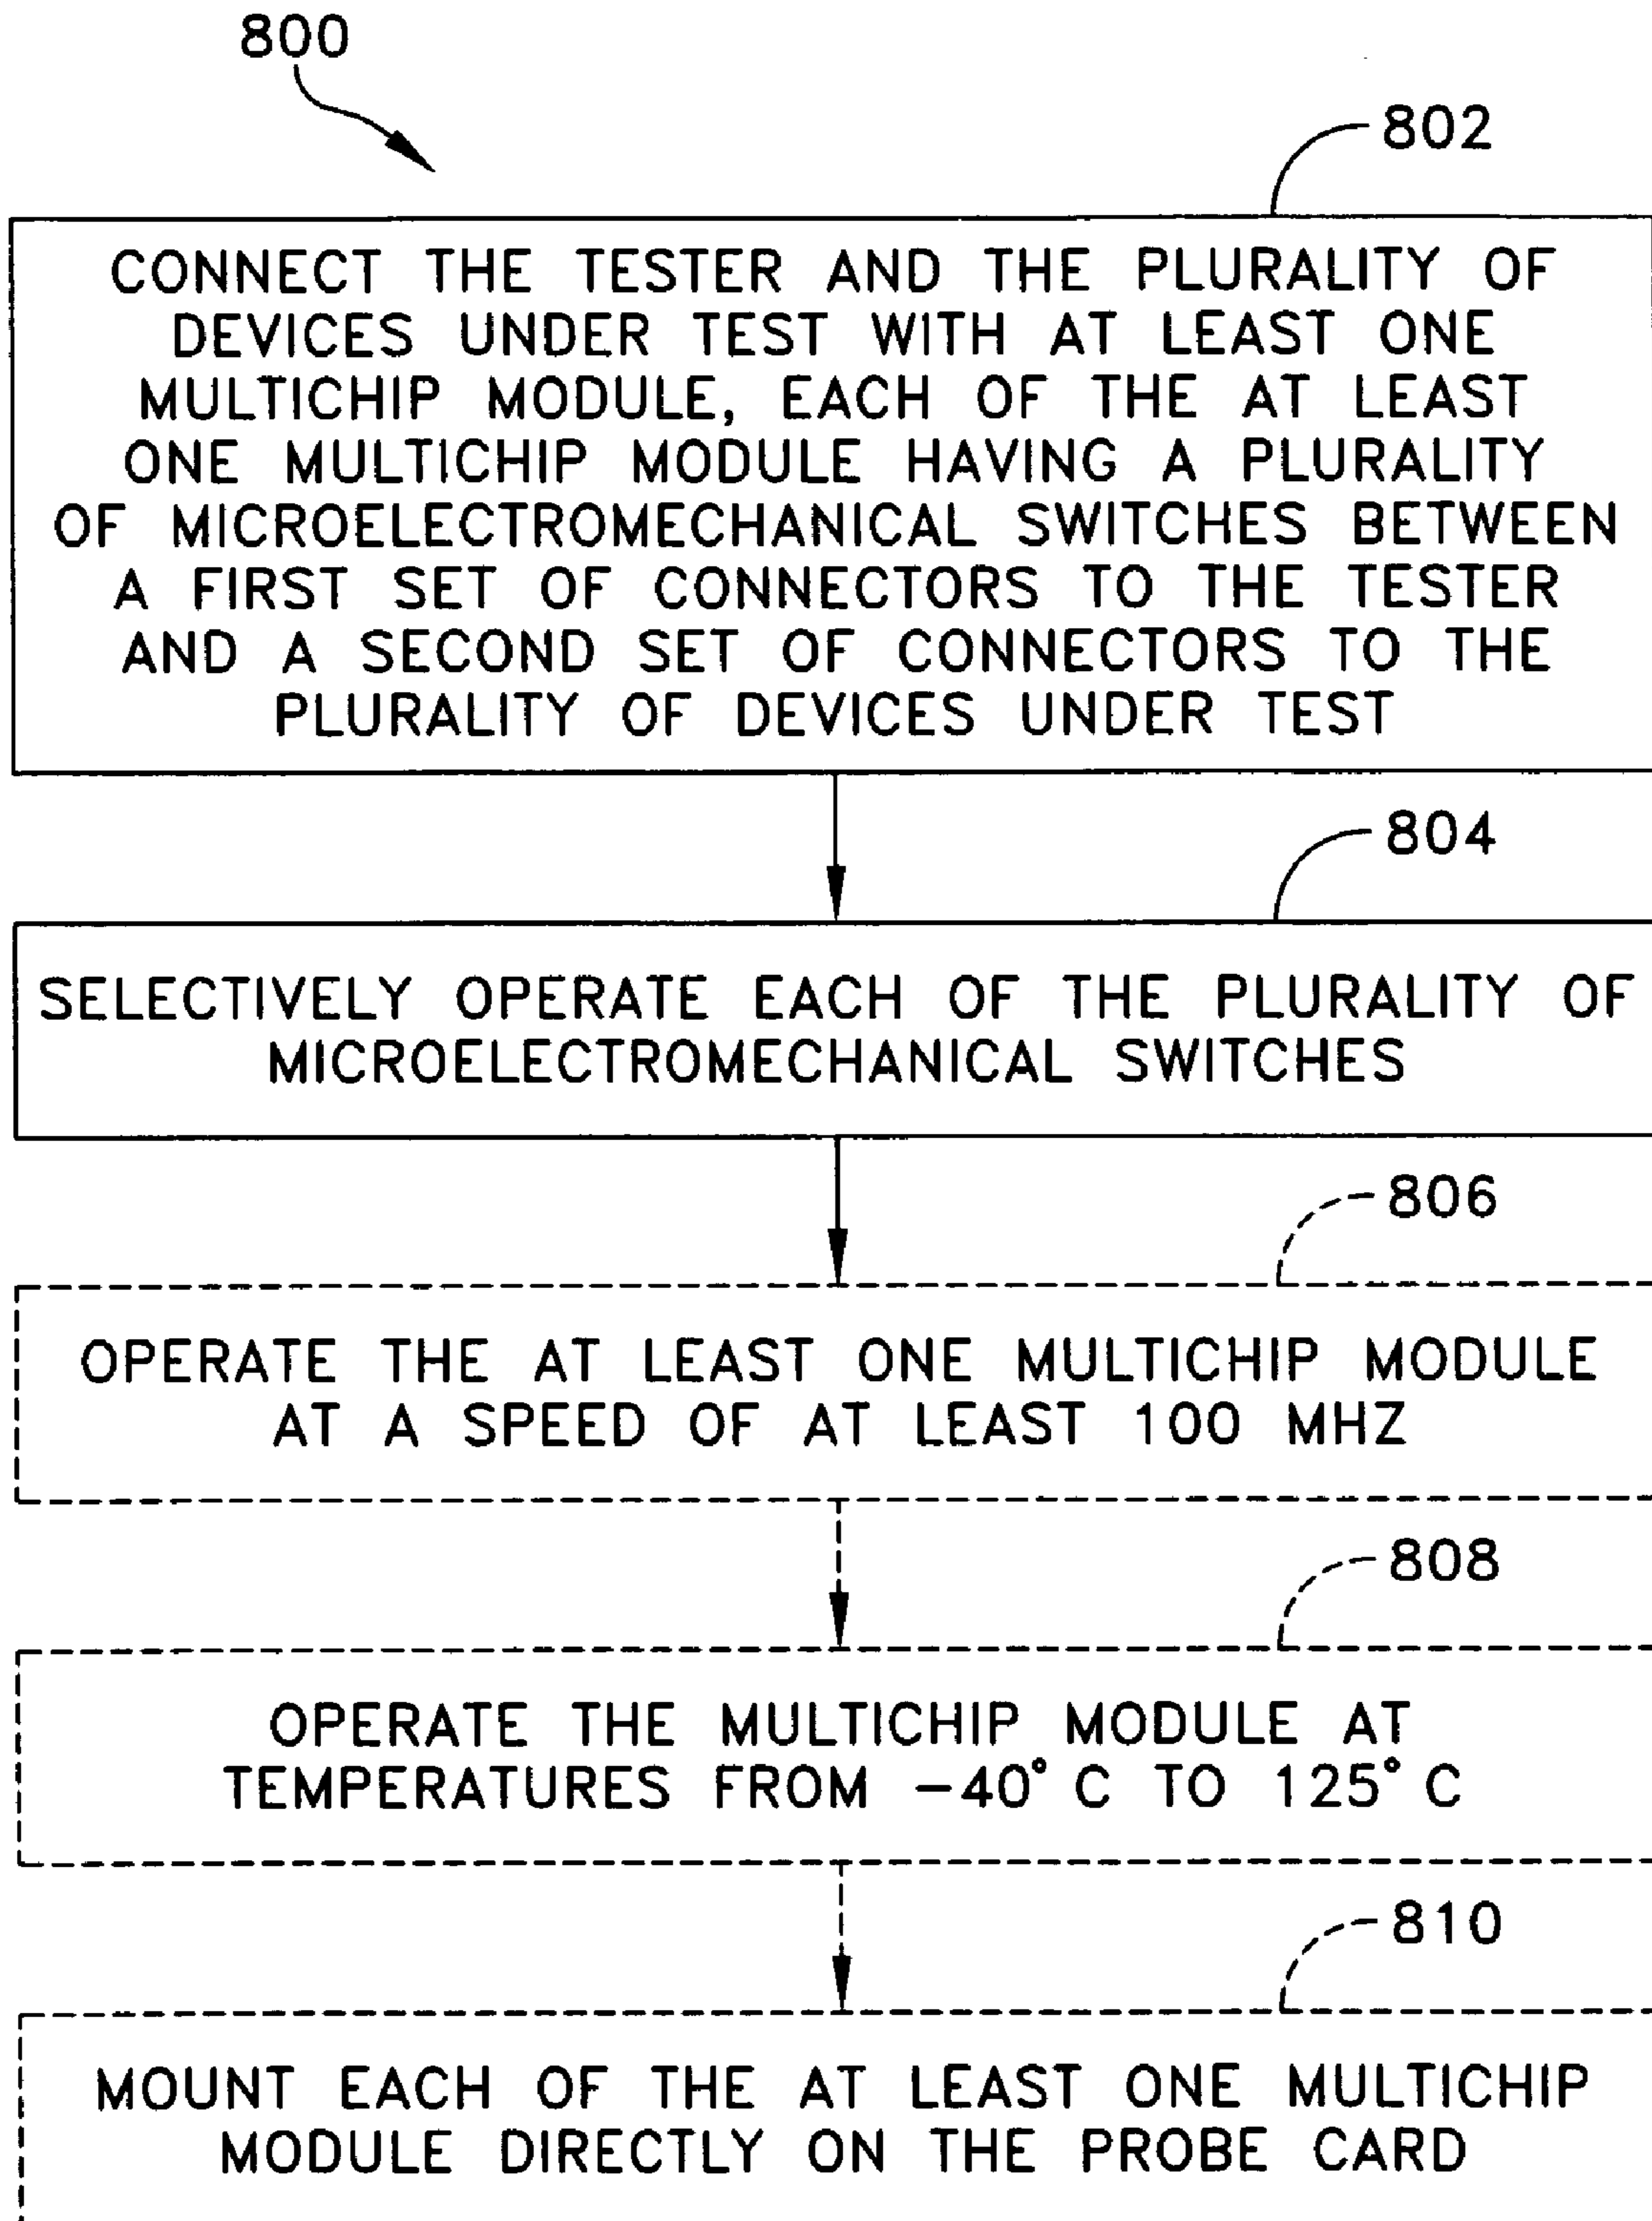 800
802
CONNECT THE TESTER AND THE PLURALITY OF
DEVICES UNDER TEST WITH AT LEAST ONE
MULTICHIP MODULE, EACH OF THE AT LEAST
ONE MULTICHIP MODULE HAVING A PLURALITY
OF MICROELECTROMECHANICAL SWITCHES BETWEEN
A FIRST SET OF CONNECTORS TO THE TESTER
AND A SECOND SET OF CONNECTORS TO THE
PLURALITY OF DEVICES UNDER TEST
804
SELECTIVELY OPERATE EACH OF THE PLURALITY OF
MICROELECTROMECHANICAL SWITCHES
806
OPERATE THE AT LEAST ONE MULTICHIP MODULE
AT A SPEED OF AT LEAST 100 MHZ
808
OPERATE THE MULTICHIP MODULE AT
TEMPERATURES FROM −40° C TO 125° C
810
MOUNT EACH OF THE AT LEAST ONE MULTICHIP
MODULE DIRECTLY ON THE PROBE CARD